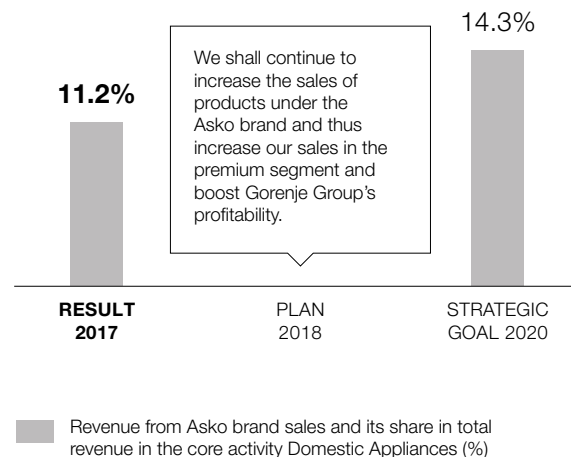 14.3%
11.2%
We shall continue to
increase the sales of
products under the
Asko brand and thus
increase our sales in the
premium segment and
boost Gorenje Group’s
profitability.
RESULT
2017
PLAN
2018
STRATEGIC
GOAL 2020
Revenue from Asko brand sales and its share in total
revenue in the core activity Domestic Appliances (%)